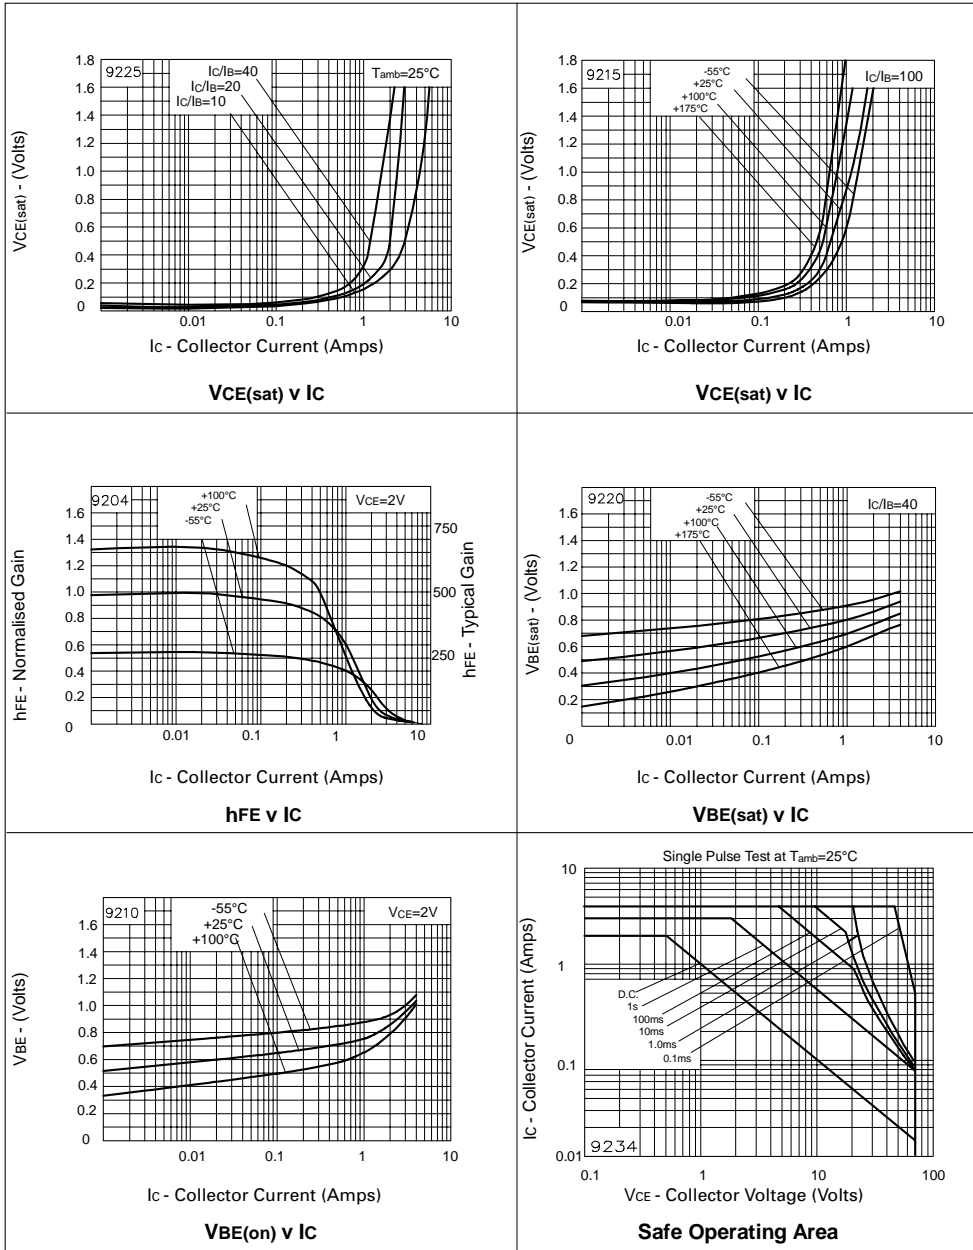 9225
IC/IB=40
IC/IB=20
IC/IB=10
Tamb=25°C
1.8
1.6
1.4
1.2
1.0
0.8
0.6
0.4
0.2
0
0.01
0.1
1
10
VCE(sat) - (Volts)
IC - Collector Current (Amps)
VCE(sat) v IC
9215
-55°C
+25°C
+100°C
+175°C
IC/IB=100
1.8
1.6
1.4
1.2
1.0
0.8
0.6
0.4
0.2
0
0.01
0.1
1
10
VCE(sat) - (Volts)
IC - Collector Current (Amps)
VCE(sat) v IC
9204
+100°C
+25°C
-55°C
VCE=2V
1.6
1.4
1.2
1.0
0.8
0.6
0.4
0.2
0
750
500
250
0.01
0.1
1
10
hFE - Normalised Gain
hFE - Typical Gain
IC - Collector Current (Amps)
hFE v IC
9220
-55°C
+25°C
+100°C
+175°C
IC/IB=40
1.6
1.4
1.2
1.0
0.8
0.6
0.4
0.2
0
0.01
0.1
1
10
VBE(sat) - (Volts)
IC - Collector Current (Amps)
VBE(sat) v IC
9210
-55°C
+25°C
+100°C
VCE=2V
1.6
1.4
1.2
1.0
0.8
0.6
0.4
0.2
0
0.01
0.1
1
10
VBE - (Volts)
IC - Collector Current (Amps)
VBE(on) v IC
Single Pulse Test at Tamb=25°C
10
1
0.1
0.01
D.C.
1s
100ms
10ms
1.0ms
0.1ms
9234
0.1
1
10
100
IC - Collector Current (Amps)
VCE - Collector Voltage (Volts)
Safe Operating Area